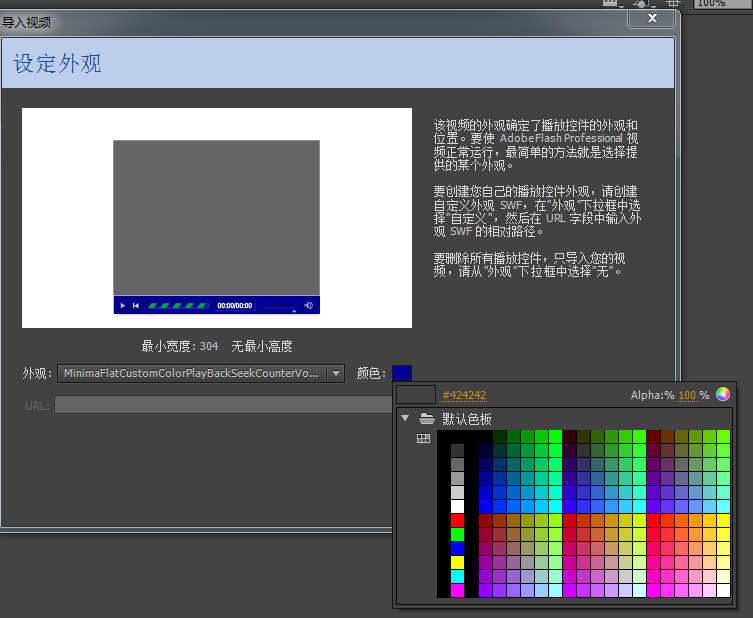 100%
导入视频
设定外观
该视频的外观确定了播放控件的外观和
位置。要使 Adobe Flash Professional 视
频正常运行，最简单的方法就是选择提
供的某个外观。
要创建您自己的播放控件外观，请创建
自定义外观 SWF，在"外观"下拉框中选
择"自定义"，然后在 URL 字段中输入外
观 SWF 的相对路径。
要删除所有播放控件，只导入您的视
频，请从"外观"下拉框中选择"无"。
00:00/00:00
最小宽度: 304 无最小高度
外观: MinimaFlatCustomColorPlayBackSeekCounterVo... 颜色:
#424242 Alpha:% 100 %
URL:
默认色板